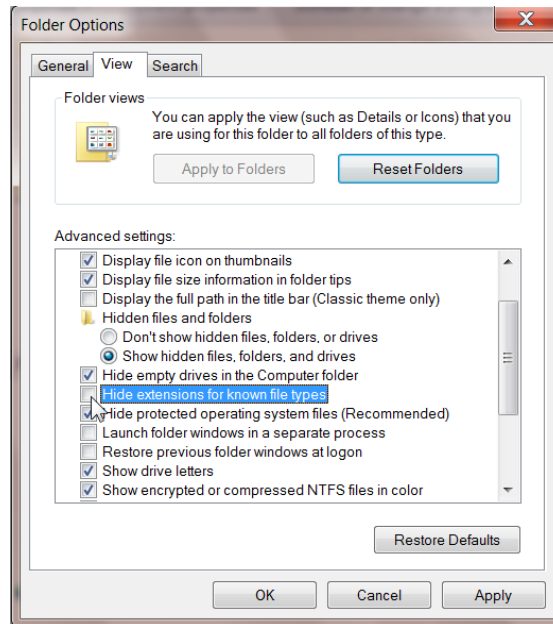 Folder Options
General View Search
Folder views
You can apply the view (such as Details or Icons) that you
are using for this folder to all folders of this type.
Apply to Folders Reset Folders
Advanced settings:
Display file icon on thumbnails
Display file size information in folder tips
Display the full path in the title bar (Classic theme only)
Hidden files and folders
Don't show hidden files, folders, or drives
Show hidden files, folders, and drives
Hide empty drives in the Computer folder
Hide extensions for known file types
Hide protected operating system files (Recommended)
Launch folder windows in a separate process
Restore previous folder windows at logon
Show drive letters
Show encrypted or compressed NTFS files in color
Restore Defaults
OK Cancel Apply